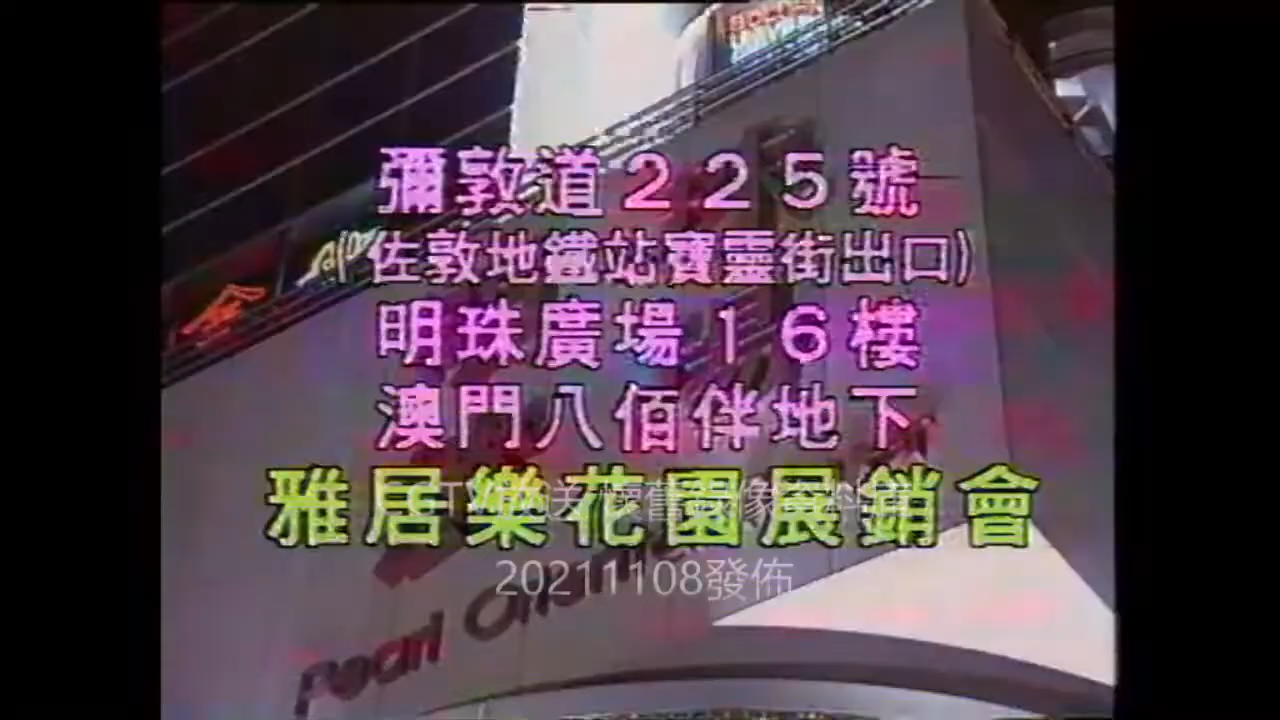 彌敦道225號
(佐敦地鐵站寶靈街出口)
明珠廣場16樓
澳門八佰伴地下
雅居樂花園展銷會
20211108發佈
Pearl